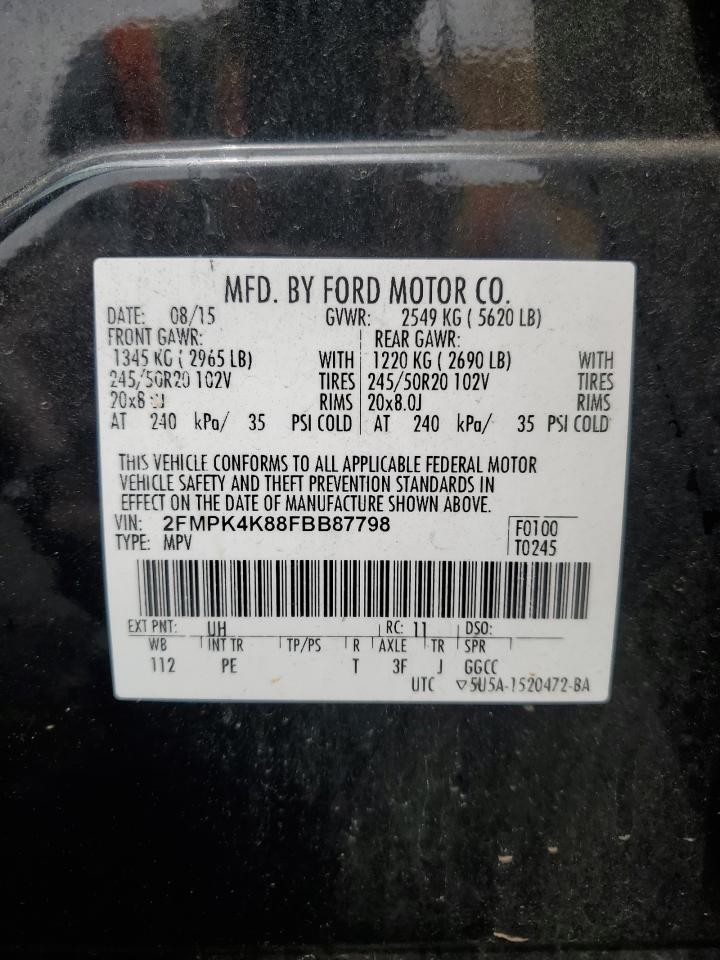 MFD. BY FORD MOTOR CO.
DATE: 08/15 GVWR: 2549 KG ( 5620 LB)
FRONT GAWR: REAR GAWR:
1345 KG ( 2965 LB) WITH 1220 KG ( 2690 LB) WITH
245/50R20 102V TIRES 245/50R20 102V TIRES
RIMS 20x8.0J RIMS
AT 240 kPa/ 35 PSI COLD AT 240 kPa/ 35 PSI COLD
THIS VEHICLE CONFORMS TO ALL APPLICABLE FEDERAL MOTOR
VEHICLE SAFETY AND THEFT PREVENTION STANDARDS IN
EFFECT ON THE DATE OF MANUFACTURE SHOWN ABOVE.
VIN: 2FMPK4K88FBB87798 F0100
TYPE: MPV T0245
EXT PNT: UH RC: 11 DSO:
WB INT TR TP/PS R AXLE TR SPR
112 PE T 3F J GGCC
UTC ▽5U5A-1520472-BA